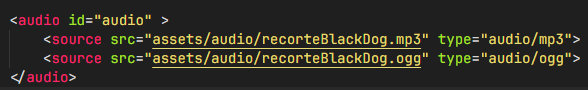 <audio id="audio" >
<source src="assets/audio/recorteBlackDog.mp3" type="audio/mp3">
<source src="assets/audio/recorteBlackDog.ogg" type="audio/ogg">
</audio>